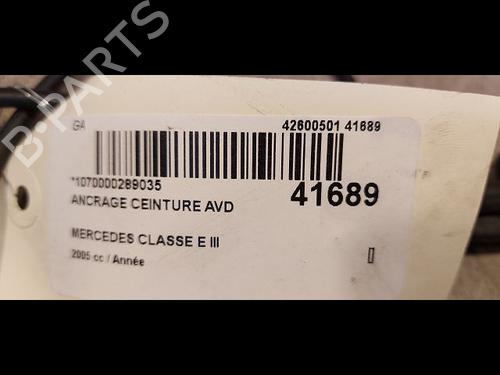 B-PARTS
GA
42600501 41689
*1070000289035
41689
ANCRAGE CEINTURE AVD
MERCEDES CLASSE E III
2005 cc / Année